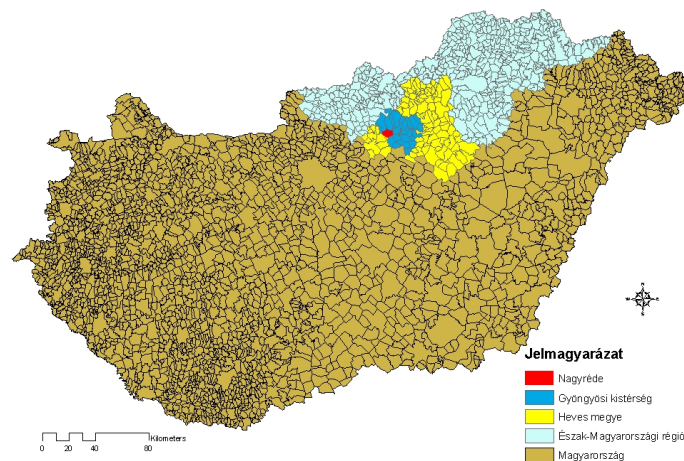 N
W E
S
Jelmagyarázat
Nagyréde
Gyöngyösi kistérség
Heves megye
Észak-Magyarországi régió
Magyarország
Kilometers
0 20 40 80